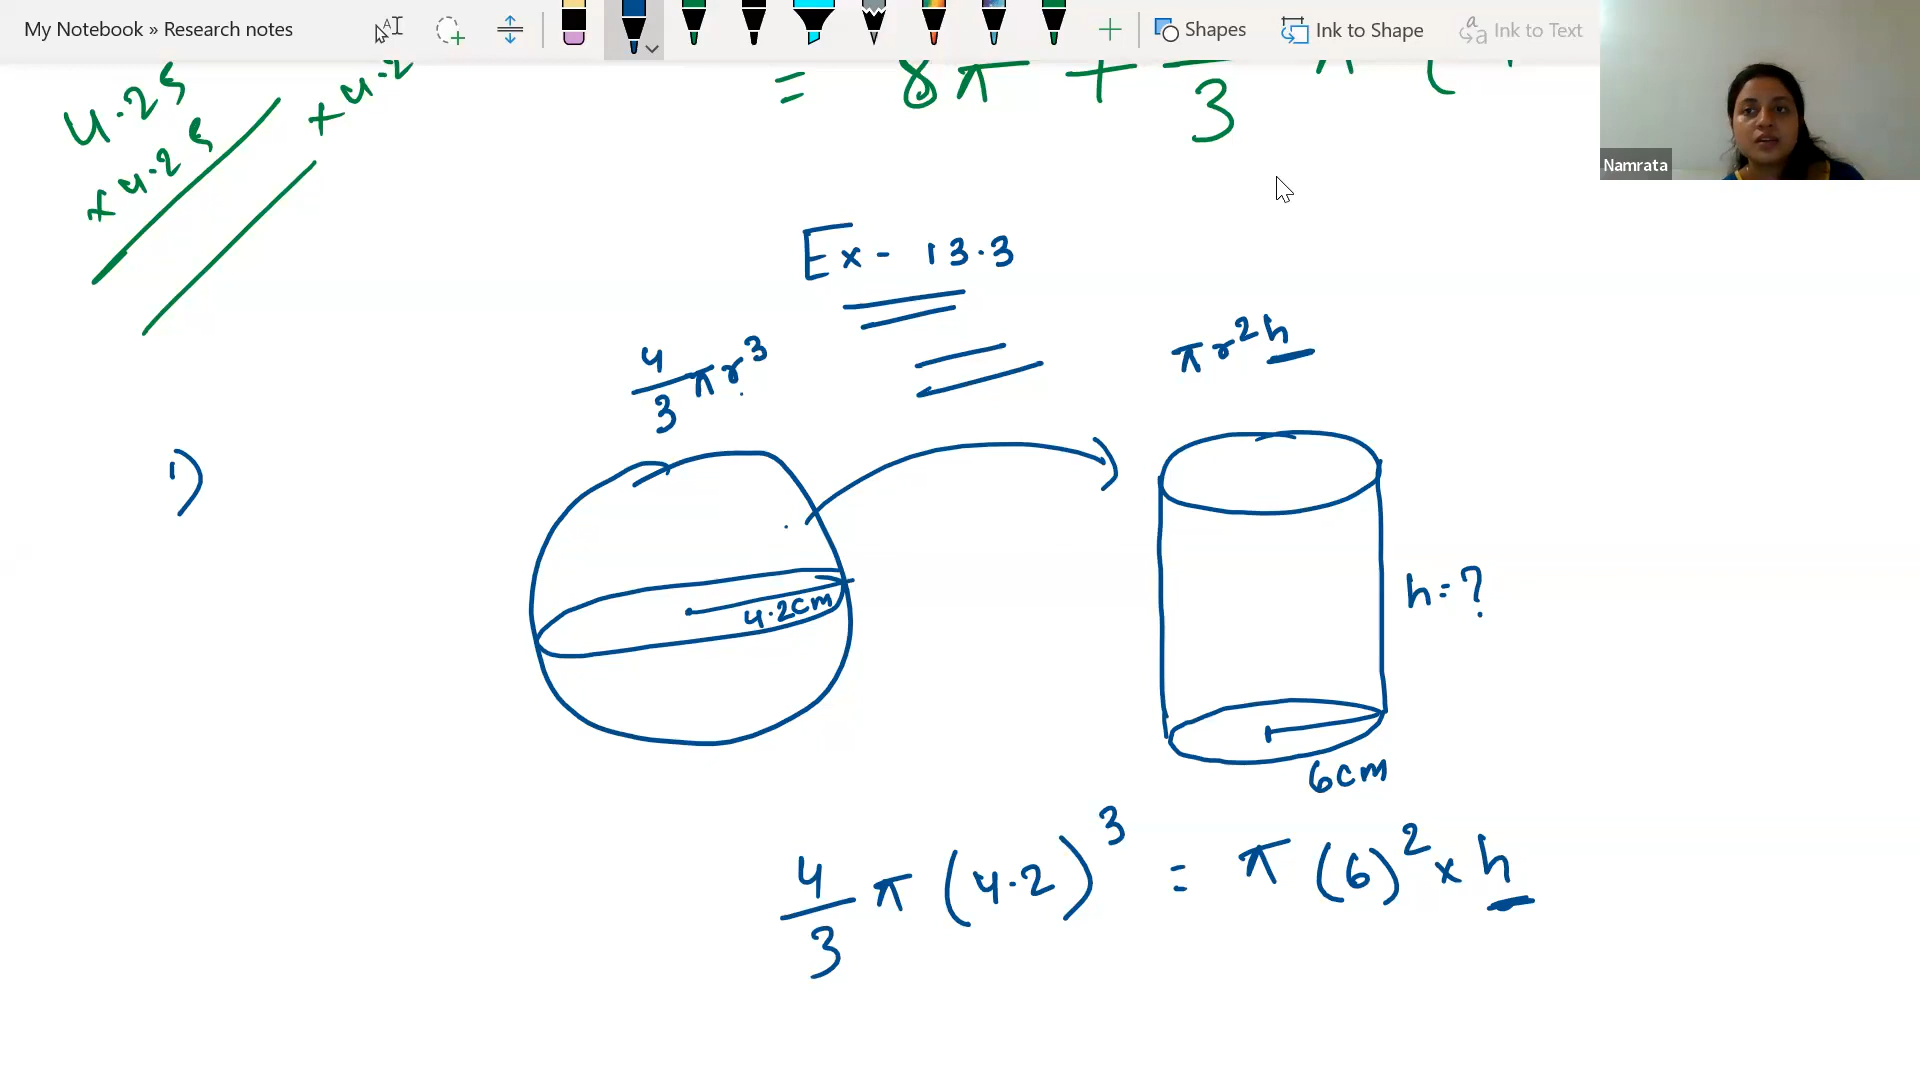 My Notebook » Research notes
Shapes
Ink to Shape
Ink to Text
Namrata
4.25
+4.25
+4.2
= 8π + 3 π (
Ex - 13.3
4/3 πr³
πr²h
1)
4.2cm
h = ?
6cm
4/3 π (4.2)³ = π (6)² × h